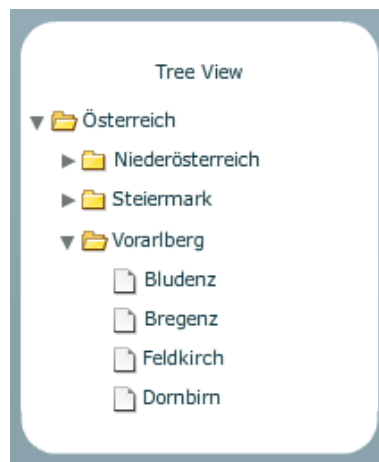 Tree View
Österreich
Niederösterreich
Steiermark
Vorarlberg
Bludenz
Bregenz
Feldkirch
Dornbirn